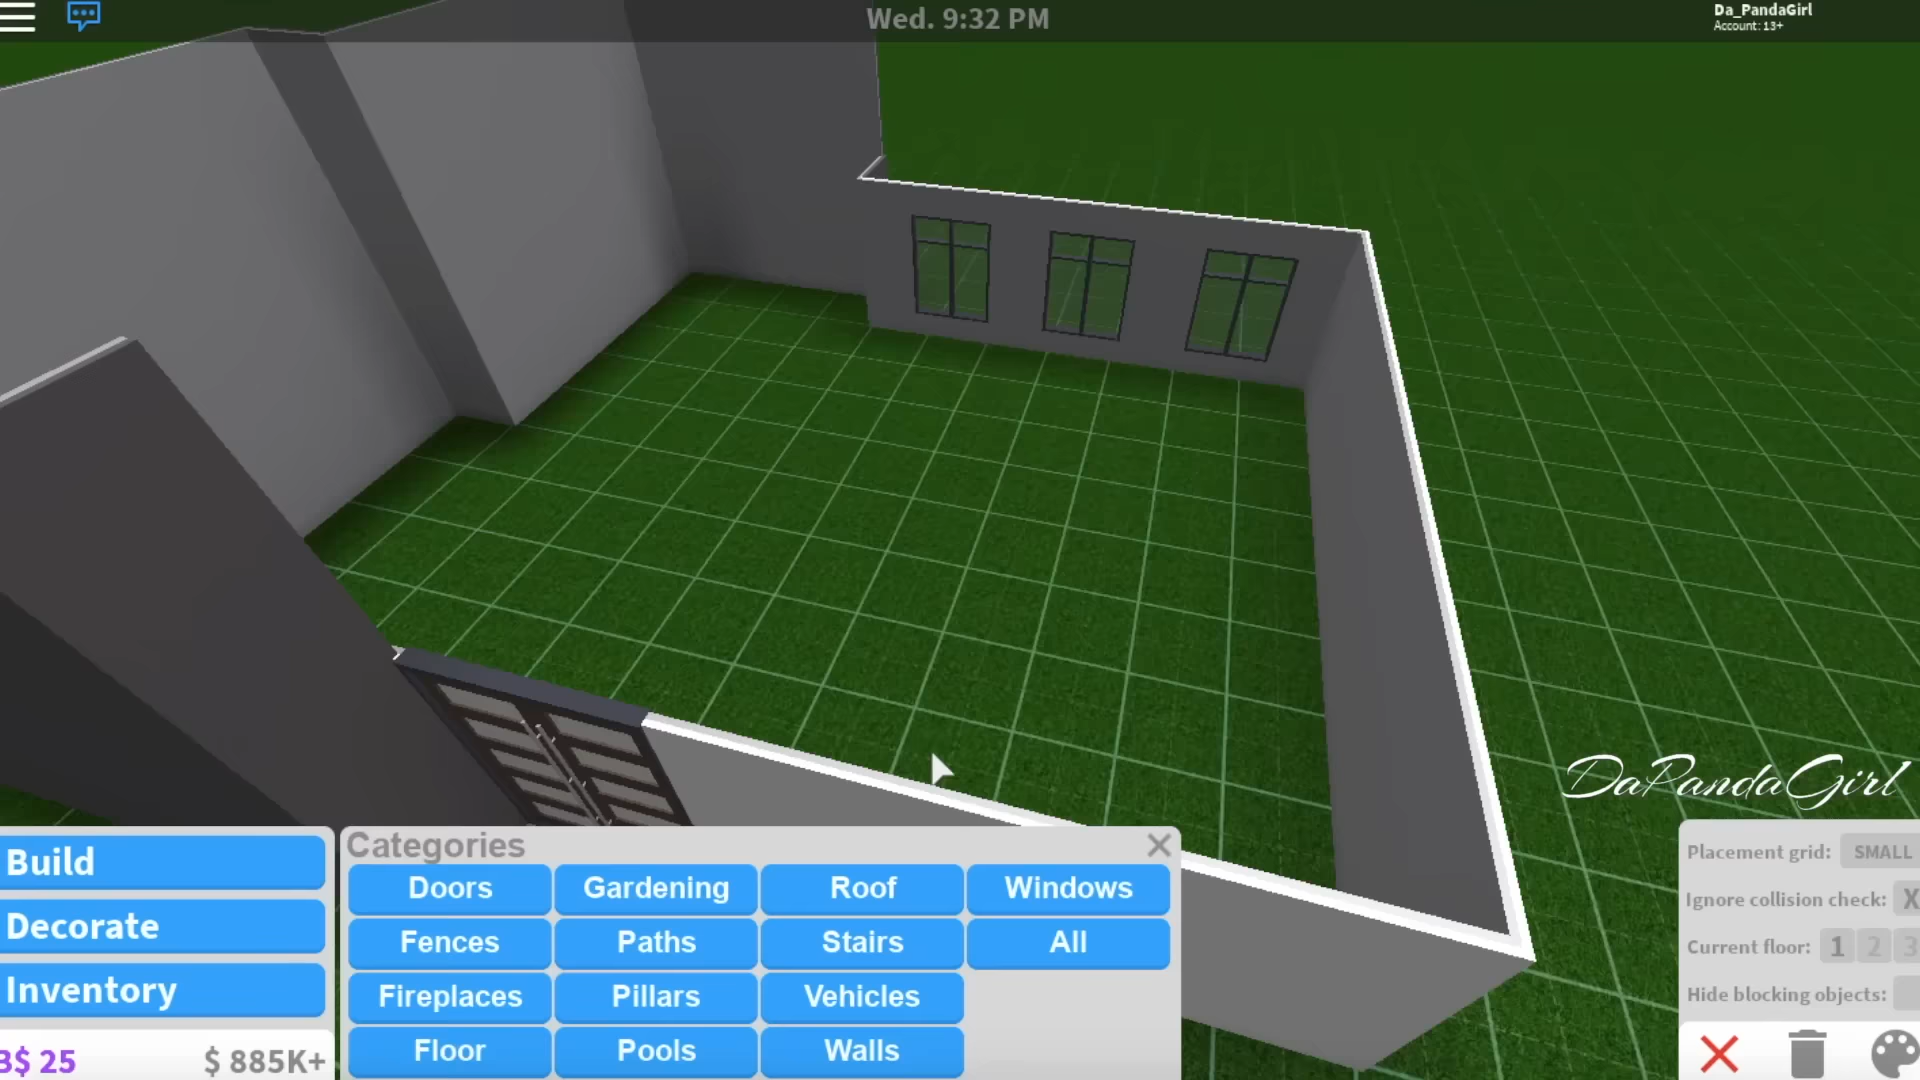 Wed. 9:32 PM
Da_PandaGirl
Account: 13+
DaPandaGirl
Build
Decorate
Inventory
B$ 25
$ 885K+
Categories
Doors
Gardening
Roof
Windows
Fences
Paths
Stairs
All
Fireplaces
Pillars
Vehicles
Floor
Pools
Walls
Placement grid: SMALL
Ignore collision check: X
Current floor: 1 2 3
Hide blocking objects: